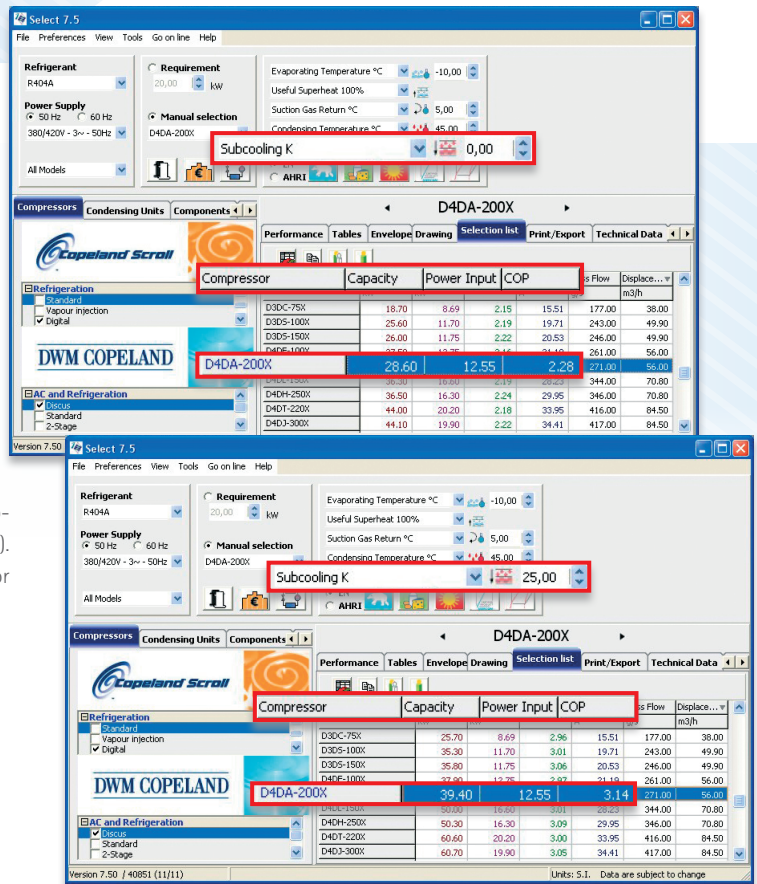 Select 7.5
File Preferences View Tools Go on line Help
Refrigerant
R404A
Power Supply
50 Hz 60 Hz
380/420V - 3~ - 50Hz
All Models
Requirement
20,00 kW
Manual selection
D4DA-200X
Evaporating Temperature °C -10,00
Useful Superheat 100%
Suction Gas Return °C 5,00
Condensing Temperature °C 45,00
Subcooling K 0,00
AHRI
Compressors Condensing Units Components
D4DA-200X
Performance Tables Envelope Drawing Selection list Print/Export Technical Data
Copeland Scroll
Refrigeration
Standard
Vapour injection
Digital
DWM COPELAND
AC and Refrigeration
Discus
Standard
2-Stage
Compressor Capacity Power Input COP Flow Displace...
m3/h
D3DC-75X 18.70 8.69 2.15 15.51 177.00 38.00
D3DS-100X 25.60 11.70 2.19 19.71 243.00 49.90
D3DS-150X 26.00 11.75 2.22 20.53 246.00 49.90
261.00 56.00
D4DA-200X 28.60 12.55 2.28 271.00 56.00
344.00 70.80
D4DH-250X 36.50 16.30 2.24 29.95 346.00 70.80
D4DT-220X 44.00 20.20 2.18 33.95 416.00 84.50
D4DJ-300X 44.10 19.90 2.22 34.41 417.00 84.50
Version 7.50
-
).
or
Select 7.5
File Preferences View Tools Go on line Help
Refrigerant
R404A
Power Supply
50 Hz 60 Hz
380/420V - 3~ - 50Hz
All Models
Requirement
20,00 kW
Manual selection
D4DA-200X
Evaporating Temperature °C -10,00
Useful Superheat 100%
Suction Gas Return °C 5,00
Condensing Temperature °C 45,00
Subcooling K 25,00
AHRI
Compressors Condensing Units Components
D4DA-200X
Performance Tables Envelope Drawing Selection list Print/Export Technical Data
Copeland Scroll
Refrigeration
Standard
Vapour injection
Digital
DWM COPELAND
AC and Refrigeration
Discus
Standard
2-Stage
Compressor Capacity Power Input COP Flow Displace...
m3/h
D3DC-75X 25.70 8.69 2.96 15.51 177.00 38.00
D3DS-100X 35.30 11.70 3.01 19.71 243.00 49.90
D3DS-150X 35.80 11.75 3.06 20.53 246.00 49.90
261.00 56.00
D4DA-200X 39.40 12.55 3.14 271.00 56.00
344.00 70.80
D4DH-250X 50.30 16.30 3.09 29.95 346.00 70.80
D4DT-220X 60.60 20.20 3.00 33.95 416.00 84.50
D4DJ-300X 60.70 19.90 3.05 34.41 417.00 84.50
Version 7.50 / 40851 (11/11) Units: S.I. Data are subject to change